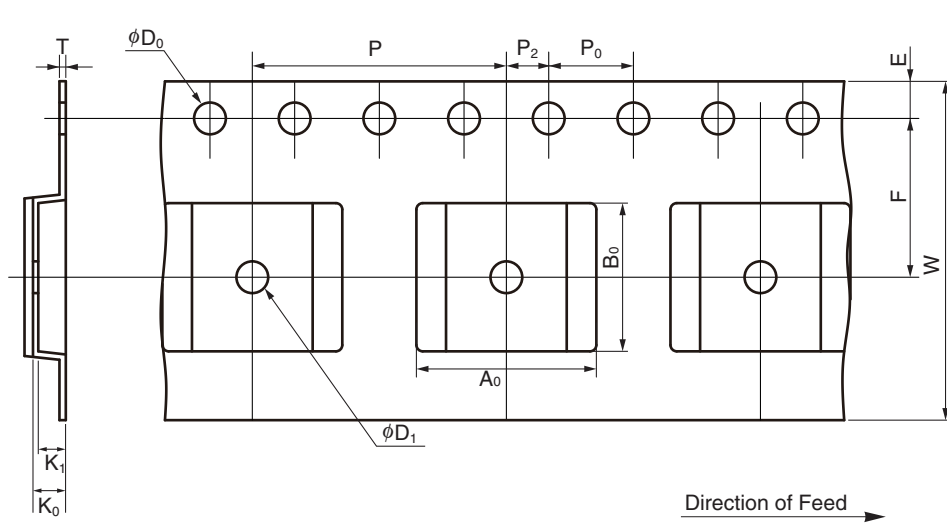 T
φD₀
P
P₂
P₀
E
F
W
B₀
A₀
φD₁
K₁
K₀
Direction of Feed